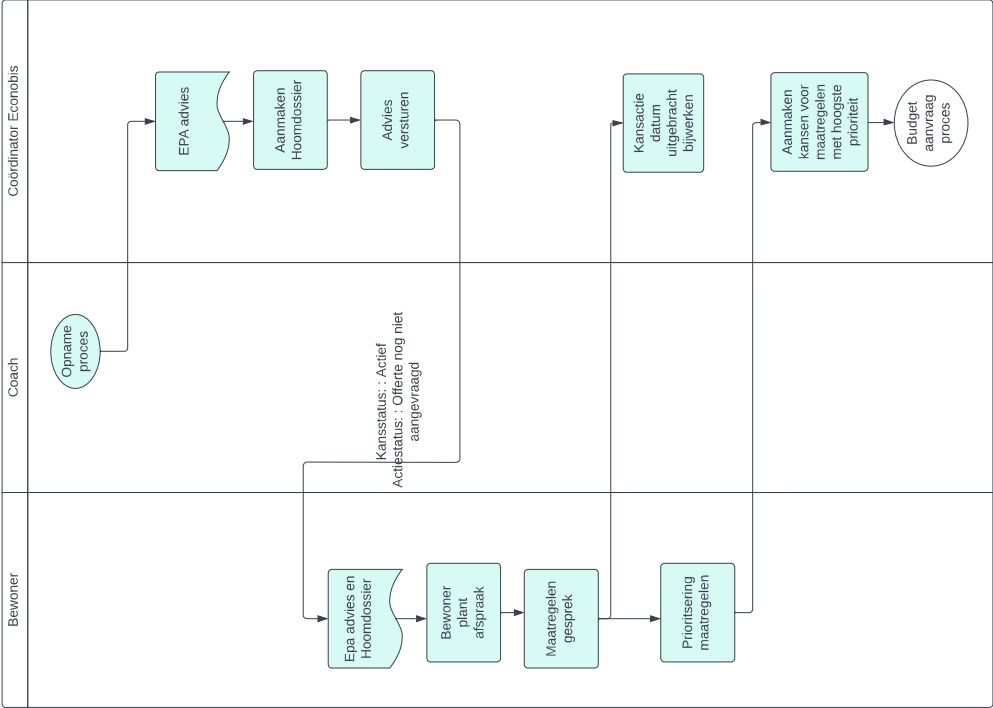 Coördinator Econobis
EPA advies
Aanmaken
Hoomdossier
Advies
versturen
Kansactie
datum
uitgebracht
bijwerken
Aanmaken
kansen voor
maatregelen
met hoogste
prioriteit
Budget
aanvraag
proces
Coach
Opname
proces
Kansstatus: : Actief
Actiestatus: : Offerte nog niet
aangevraagd
Bewoner
Epa advies en
Hoomdossier
Bewoner
plant
afspraak
Maatregelen
gesprek
Prioritsering
maatregelen